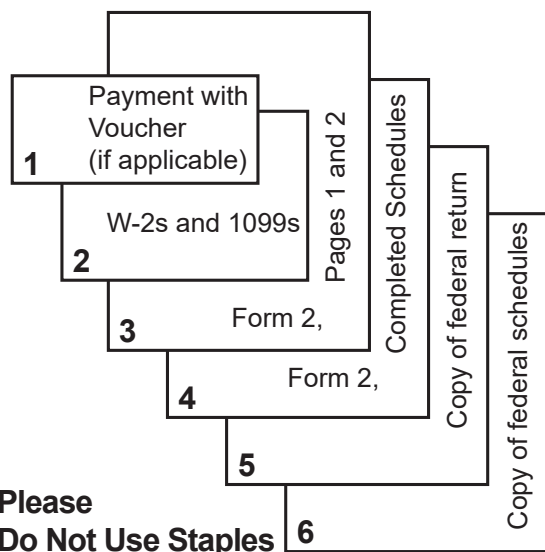 Payment with
Voucher
(if applicable)
1
W-2s and 1099s
2
Pages 1 and 2
Form 2,
3
Completed Schedules
Form 2,
4
Copy of federal return
5
Copy of federal schedules
6
Please
Do Not Use Staples